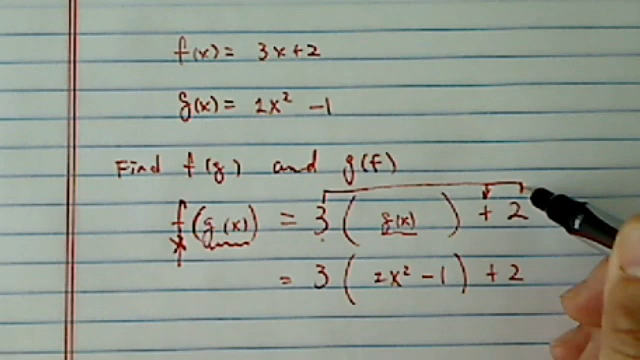 f(x) = 3x+2
g(x) = 2x² -1
Find f(g) and g(f)
f(g(x)) = 3( g(x) ) + 2
= 3( 2x² - 1 ) + 2